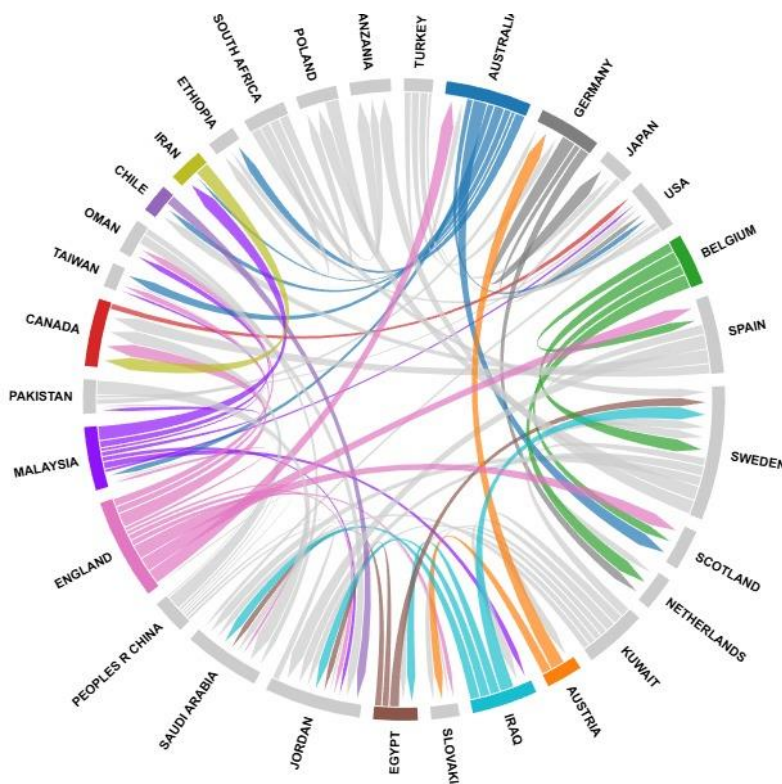 SOUTH AFRICA
POLAND
ANZANIA
TURKEY
AUSTRALIA
GERMANY
JAPAN
USA
BELGIUM
SPAIN
SWEDEN
SCOTLAND
NETHERLANDS
KUWAIT
AUSTRIA
IRAQ
SLOVAKI
EGYPT
JORDAN
SAUDI ARABIA
PEOPLES R CHINA
ENGLAND
MALAYSIA
PAKISTAN
CANADA
TAIWAN
OMAN
CHILE
IRAN
ETHIOPIA